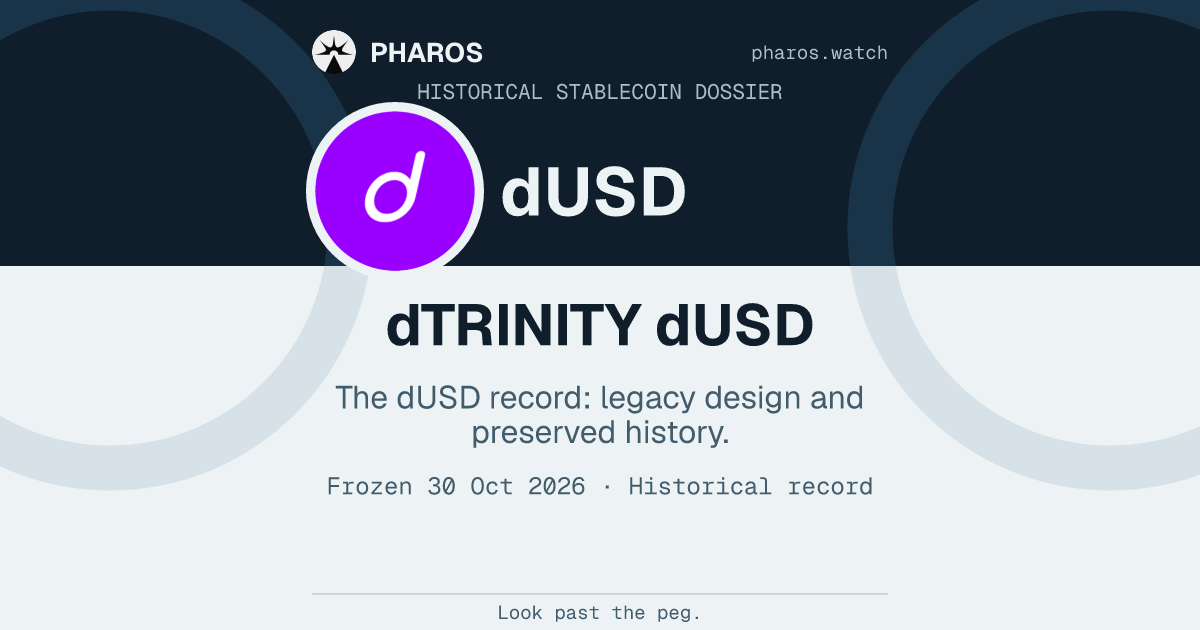 PHAROS
pharos.watch
HISTORICAL STABLECOIN DOSSIER
d
dUSD
dTRINITY dUSD
The dUSD record: legacy design and
preserved history.
Frozen 30 Oct 2026 · Historical record
Look past the peg.